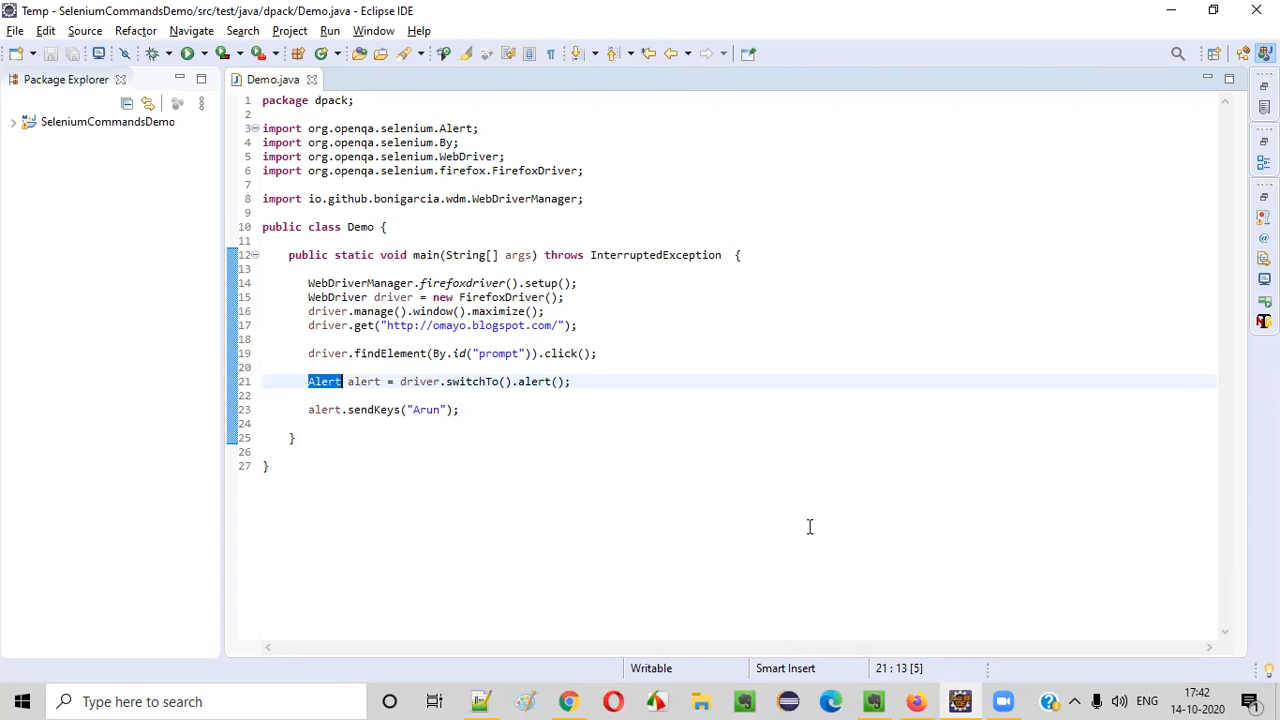 Temp - SeleniumCommandsDemo/src/test/java/dpack/Demo.java - Eclipse IDE
File Edit Source Refactor Navigate Search Project Run Window Help
Package Explorer
Demo.java
SeleniumCommandsDemo
1 package dpack;
2
3 import org.openqa.selenium.Alert;
4 import org.openqa.selenium.By;
5 import org.openqa.selenium.WebDriver;
6 import org.openqa.selenium.firefox.FirefoxDriver;
7
8 import io.github.bonigarcia.wdm.WebDriverManager;
9
10 public class Demo {
11
12 public static void main(String[] args) throws InterruptedException {
13
14 WebDriverManager.firefoxdriver().setup();
15 WebDriver driver = new FirefoxDriver();
16 driver.manage().window().maximize();
17 driver.get("http://omayo.blogspot.com/");
18
19 driver.findElement(By.id("prompt")).click();
20
21 Alert alert = driver.switchTo().alert();
22
23 alert.sendKeys("Arun");
24
25 }
26
27 }
Writable Smart Insert 21 : 13 [5]
Type here to search
ENG
17:42
14-10-2020